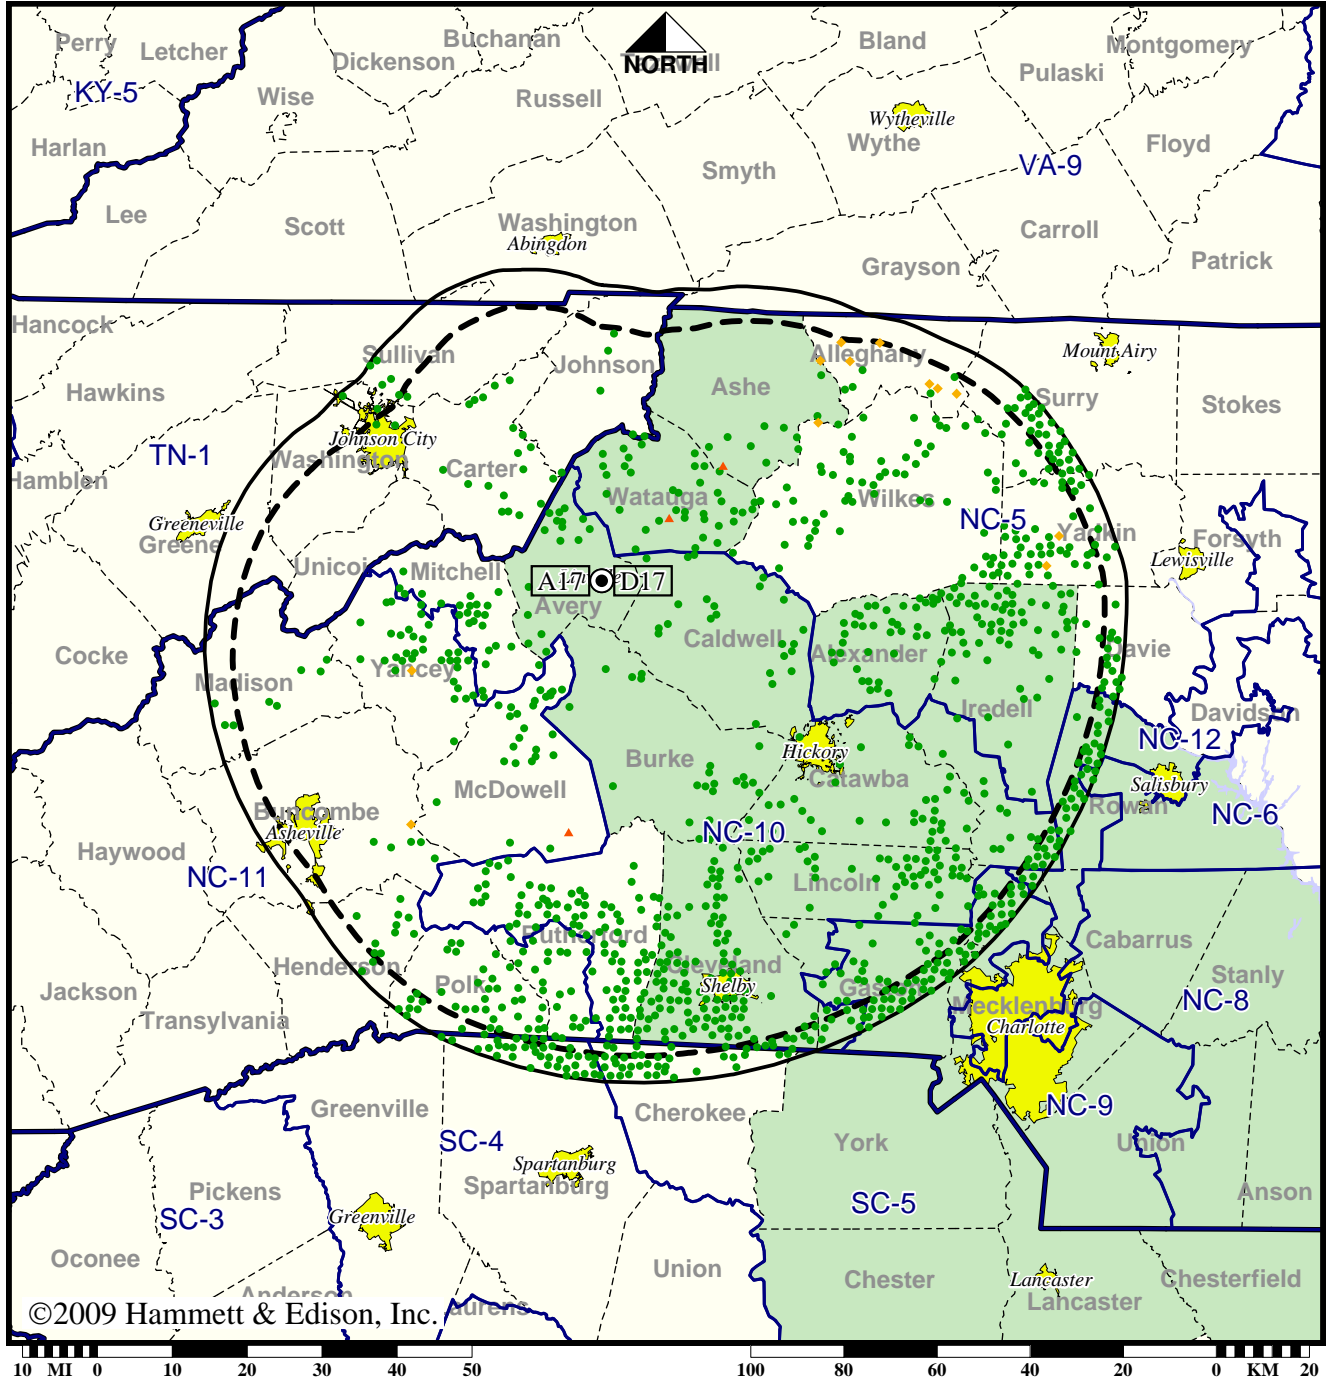 Perry
Letcher
Buchanan
Dickenson
Bland
Montgomery
NORTH
Pulaski
KY-5
Wise
Russell
Wytheville
Harlan
Wythe
Floyd
Smyth
VA-9
Lee
Scott
Washington
Abingdon
Carroll
Grayson
Patrick
Hancock
Sullivan
Johnson
Alleghany
Mount Airy
Hawkins
Ashe
Surry
Stokes
TN-1
Johnson City
Washington
Carter
Hamblen
Watauga
Wilkes
NC-5
Greeneville
Greene
Yadkin
Forsyth
Lewisville
Unicoi
Mitchell
A17
D17
Avery
Caldwell
Cocke
Yancey
Alexander
Davie
Madison
Iredell
Davidson
NC-12
Burke
Hickory
Catawba
McDowell
Salisbury
Rowan
Buncombe
Asheville
NC-10
NC-6
Haywood
NC-11
Lincoln
Rutherford
Cabarrus
Henderson
Cleveland
Polk
Shelby
Gaston
Stanly
Jackson
Mecklenburg
NC-8
Transylvania
Charlotte
Greenville
Cherokee
NC-9
SC-4
York
Union
Spartanburg
Spartanburg
Pickens
Anson
SC-3
Greenville
SC-5
Oconee
Union
Chester
Lancaster
Chesterfield
Anderson
Lancaster
Laurens
©2009 Hammett & Edison, Inc.
10 MI 0 10 20 30 40 50 100 80 60 40 20 0 KM 20